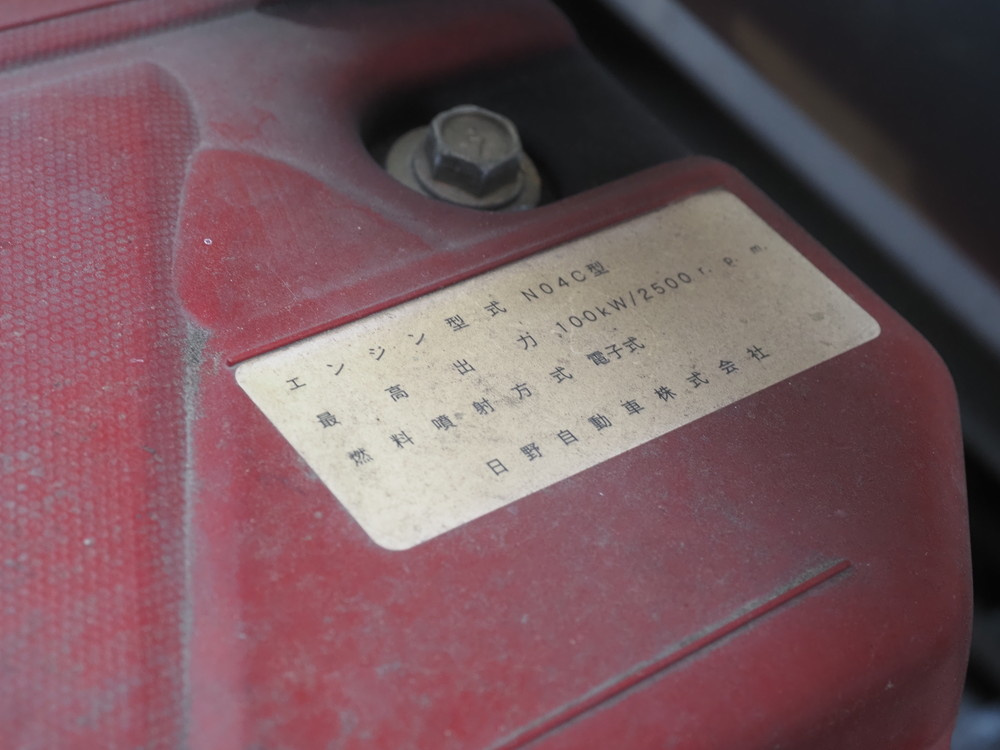 エンジン型式 N04C型
最高出力 100kW/2500r.p.m.
燃料噴射方式 電子式
日野自動車株式会社